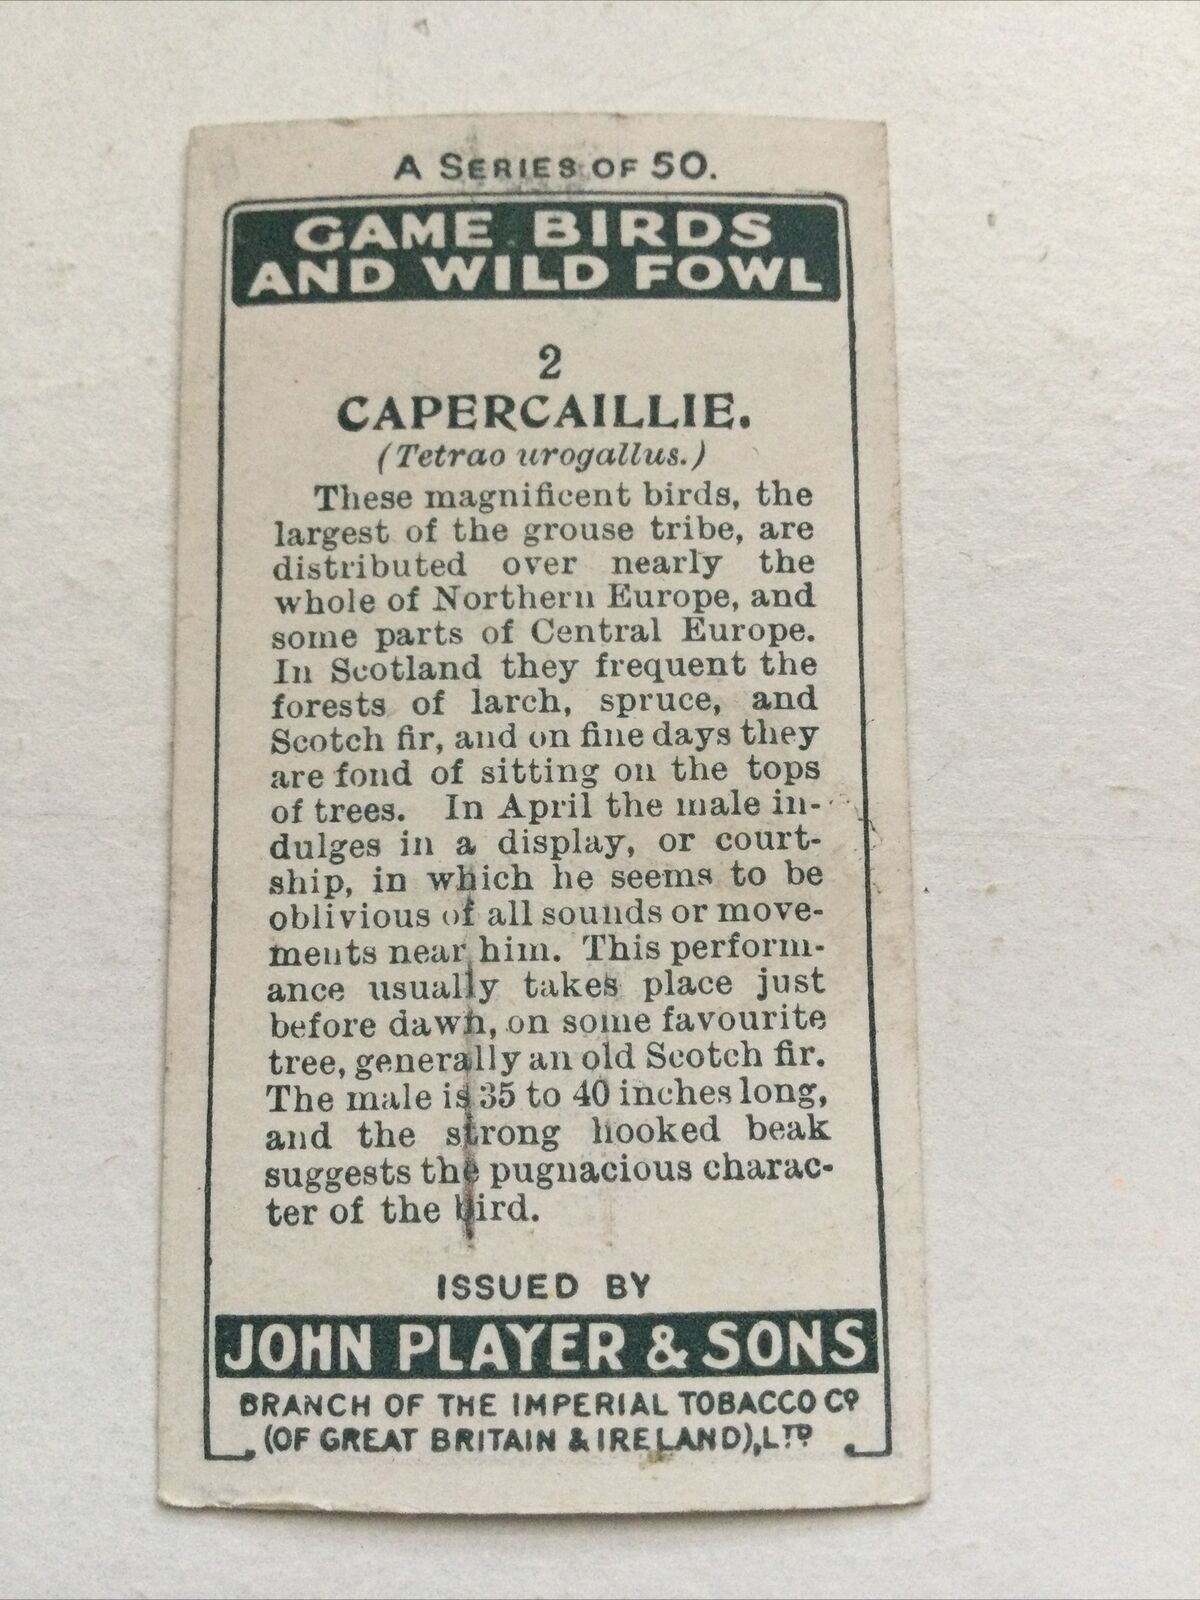 A SERIES OF 50.
GAME BIRDS
AND WILD FOWL
2
CAPERCAILLIE.
(Tetrao urogallus.)
These magnificent birds, the
largest of the grouse tribe, are
distributed over nearly the
whole of Northern Europe, and
some parts of Central Europe.
In Scotland they frequent the
forests of larch, spruce, and
Scotch fir, and on fine days they
are fond of sitting on the tops
of trees. In April the male in-
dulges in a display, or court-
ship, in which he seems to be
oblivious of all sounds or move-
ments near him. This perform-
ance usually takes place just
before dawn, on some favourite
tree, generally an old Scotch fir.
The male is 35 to 40 inches long,
and the strong hooked beak
suggests the pugnacious charac-
ter of the bird.
ISSUED BY
JOHN PLAYER & SONS
BRANCH OF THE IMPERIAL TOBACCO CO
(OF GREAT BRITAIN & IRELAND), LTD